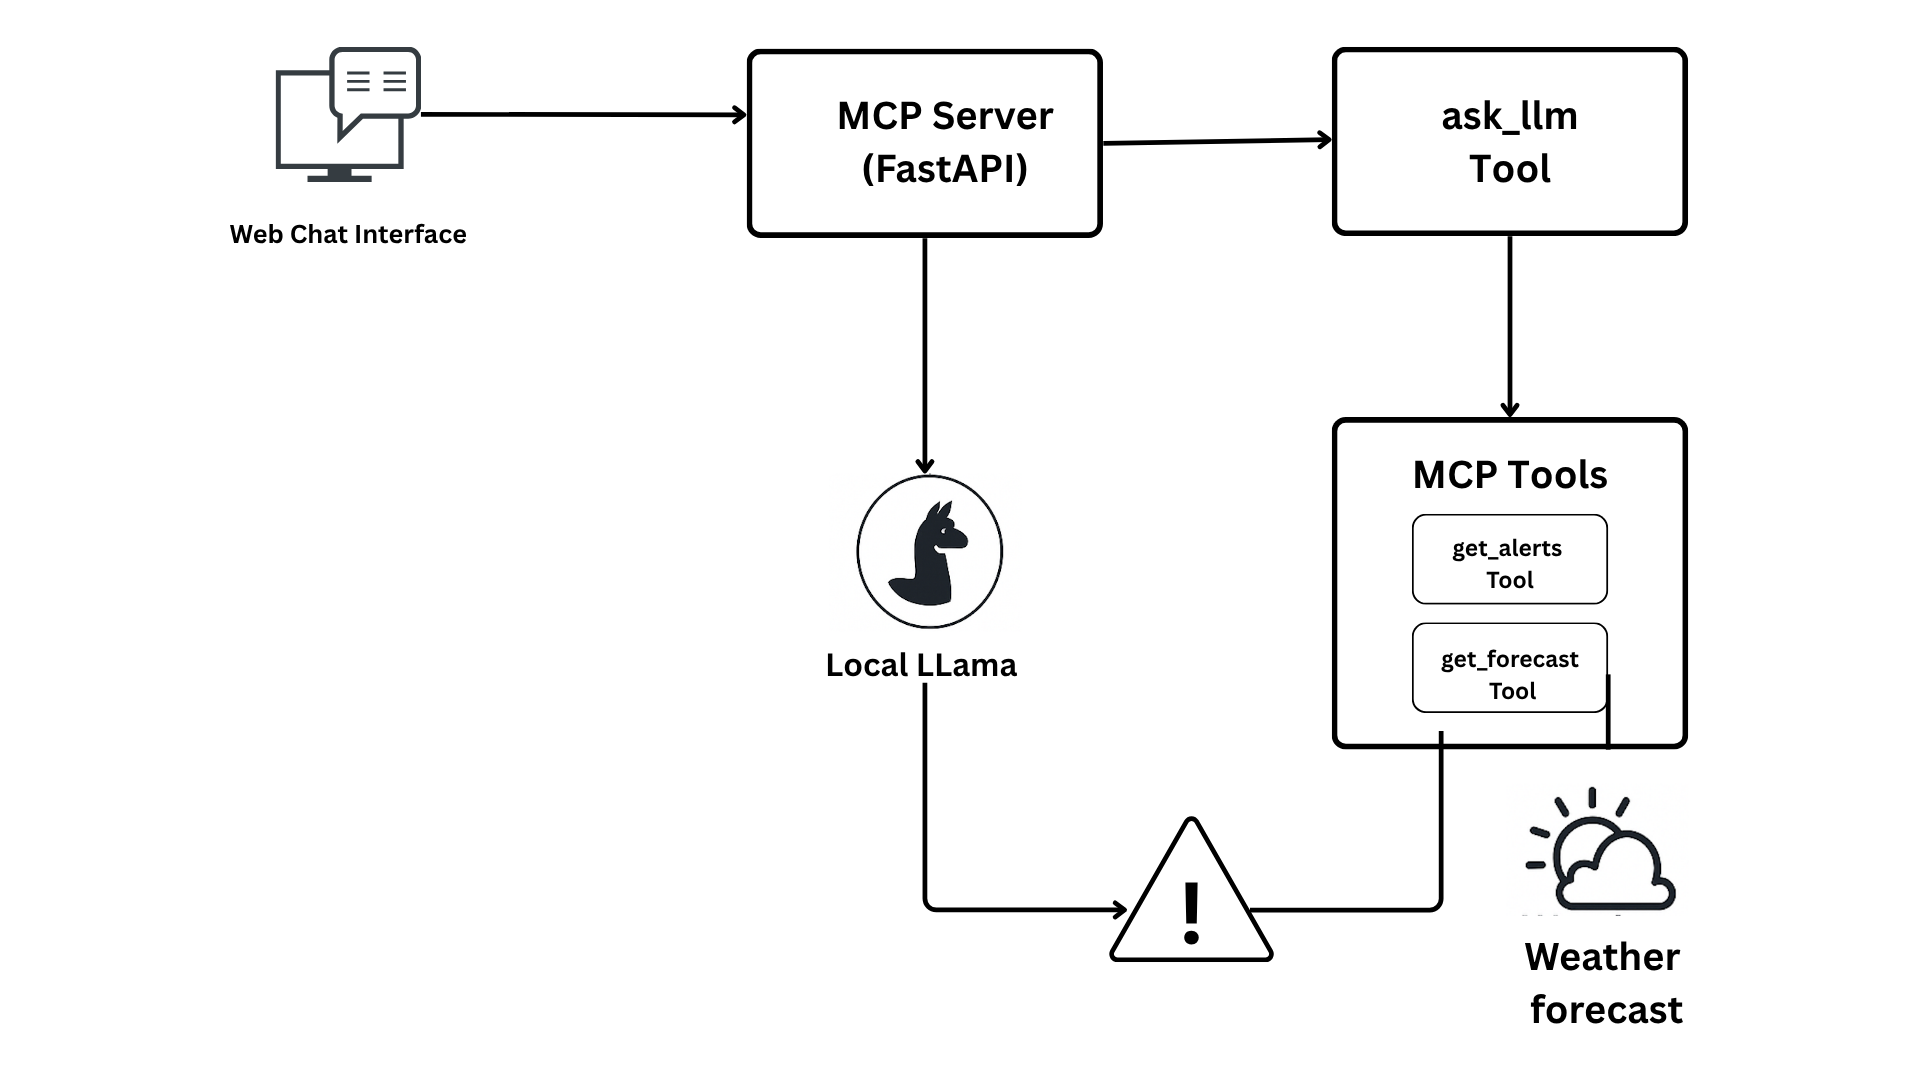 MCP Server
(FastAPI)
ask_llm
Tool
Web Chat Interface
MCP Tools
get_alerts
Tool
get_forecast
Tool
Local LLama
!
Weather
forecast